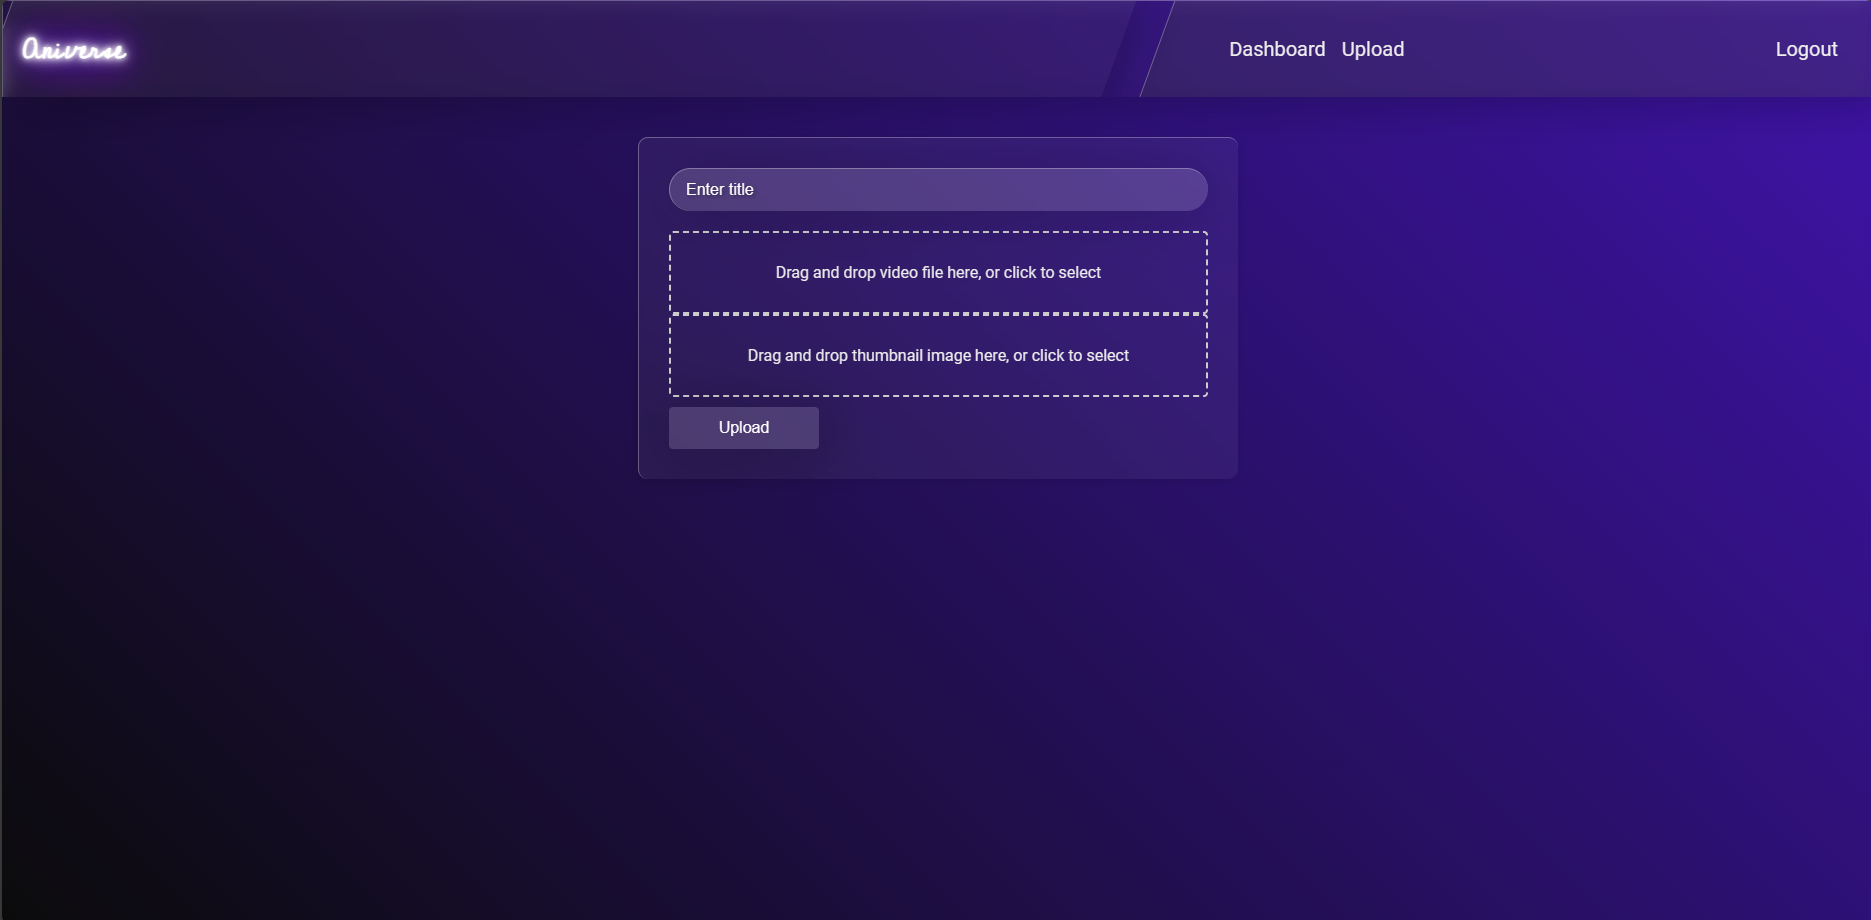 Aniverse
Dashboard Upload Logout
Enter title
Drag and drop video file here, or click to select
Drag and drop thumbnail image here, or click to select
Upload